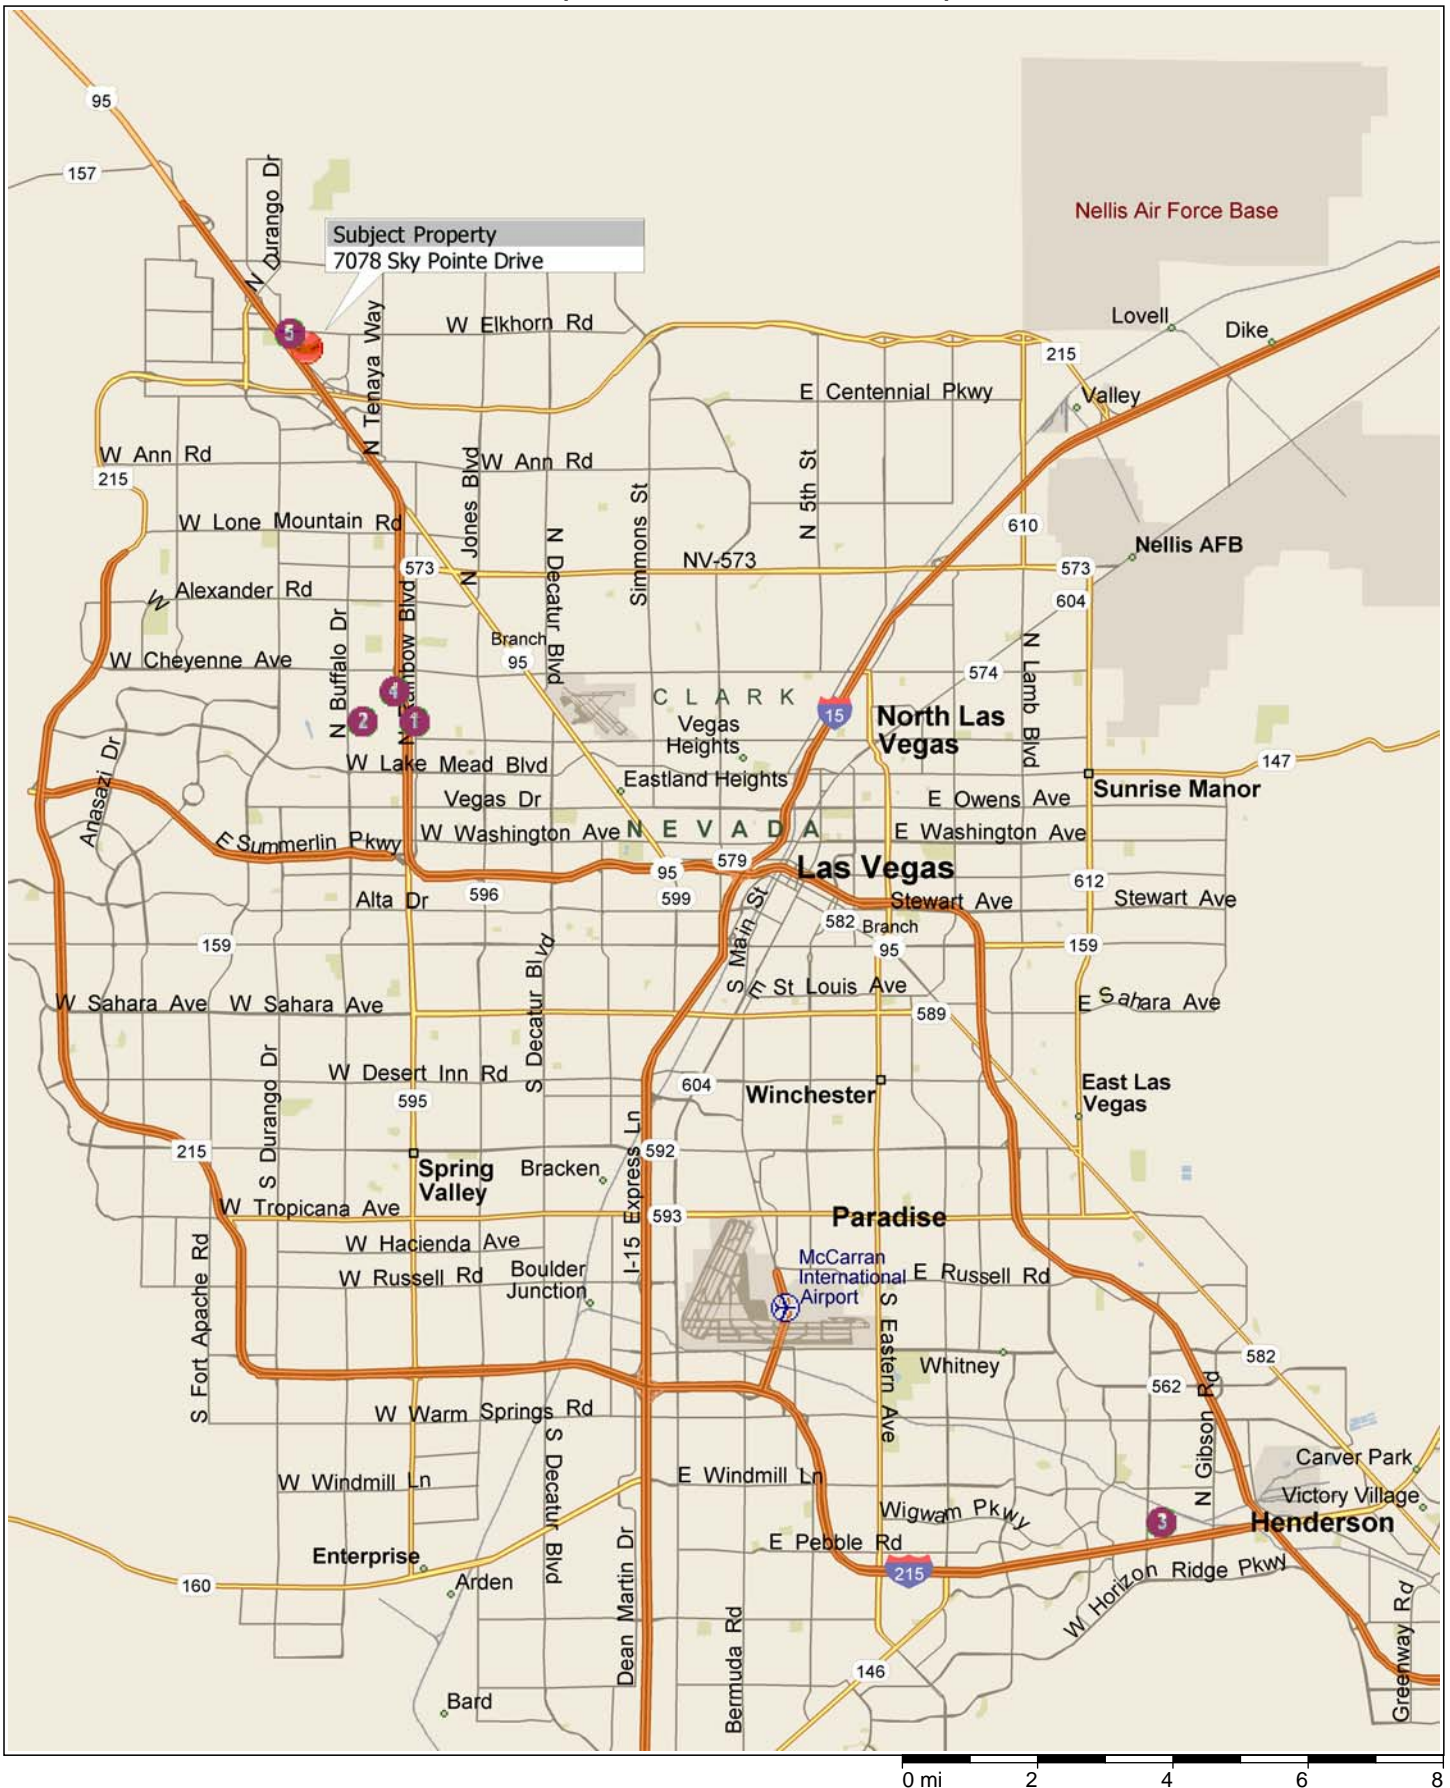 95
157
N Durango Dr
Nellis Air Force Base
Subject Property
7078 Sky Pointe Drive
5
N Tenaya Way
W Elkhorn Rd
Lovell
Dike
215
E Centennial Pkwy
Valley
W Ann Rd
W Ann Rd
215
N Jones Blvd
Simmons St
N 5th St
W Lone Mountain Rd
610
N Decatur Blvd
NV-573
Nellis AFB
573
573
W Alexander Rd
604
N Buffalo Dr
N Rainbow Blvd
Branch
95
W Cheyenne Ave
N Lamb Blvd
574
4
CLARK
2
1
15
Vegas
Heights
North Las
Vegas
Anasazi Dr
W Lake Mead Blvd
147
Eastland Heights
Sunrise Manor
Vegas Dr
E Owens Ave
E Summerlin Pkwy
W Washington Ave
NEVADA
E Washington Ave
95
579
Las Vegas
596
599
612
Alta Dr
Stewart Ave
Stewart Ave
582
Branch
95
159
159
S Main St
S Decatur Blvd
E St Louis Ave
W Sahara Ave
W Sahara Ave
E Sahara Ave
589
S Durango Dr
W Desert Inn Rd
604
Winchester
East Las
Vegas
595
I-15 Express Ln
215
592
Spring
Valley
Bracken
W Tropicana Ave
593
Paradise
S Fort Apache Rd
W Hacienda Ave
McCarran
International
Airport
W Russell Rd
Boulder
Junction
E Russell Rd
S Eastern Ave
Whitney
582
562
W Warm Springs Rd
N Gibson Rd
S Decatur Blvd
W Windmill Ln
E Windmill Ln
Carver Park
Victory Village
Wigwam Pkwy
3
Henderson
E Pebble Rd
Enterprise
215
160
Arden
W Horizon Ridge Pkwy
Dean Martin Dr
Bermuda Rd
Greenway Rd
146
Bard
0 mi 2 4 6 8